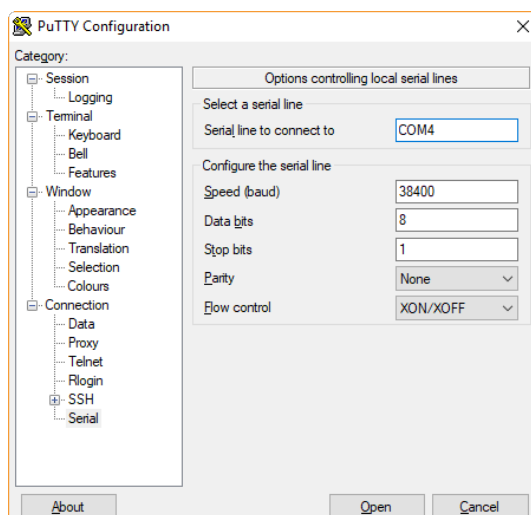 PuTTY Configuration
Category:
Session
Logging
Terminal
Keyboard
Bell
Features
Window
Appearance
Behaviour
Translation
Selection
Colours
Connection
Data
Proxy
Telnet
Rlogin
SSH
Serial
Options controlling local serial lines
Select a serial line
Serial line to connect to COM4
Configure the serial line
Speed (baud) 38400
Data bits 8
Stop bits 1
Parity None
Flow control XON/XOFF
About Open Cancel